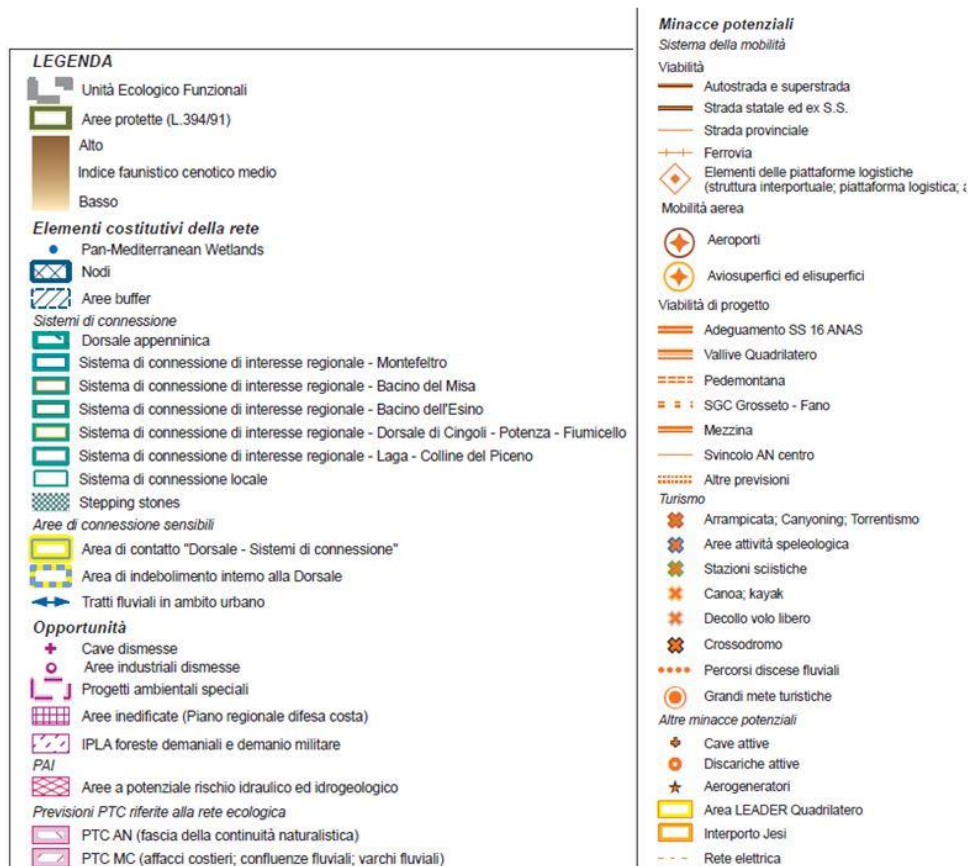 LEGENDA
Unità Ecologico Funzionali
Aree protette (L.394/91)
Alto
Indice faunistico cenotico medio
Basso
Elementi costitutivi della rete
Pan-Mediterranean Wetlands
Nodi
Aree buffer
Sistemi di connessione
Dorsale appenninica
Sistema di connessione di interesse regionale - Montefeltro
Sistema di connessione di interesse regionale - Bacino del Misa
Sistema di connessione di interesse regionale - Bacino dell'Esino
Sistema di connessione di interesse regionale - Dorsale di Cingoli - Potenza - Fiumicello
Sistema di connessione di interesse regionale - Laga - Colline del Piceno
Sistema di connessione locale
Stepping stones
Aree di connessione sensibili
Area di contatto "Dorsale - Sistemi di connessione"
Area di indebolimento interno alla Dorsale
Tratti fluviali in ambito urbano
Opportunità
Cave dismesse
Aree industriali dismesse
Progetti ambientali speciali
Aree inedificate (Piano regionale difesa costa)
IPLA foreste demaniali e demanio militare
PAI
Aree a potenziale rischio idraulico ed idrogeologico
Previsioni PTC riferite alla rete ecologica
PTC AN (fascia della continuità naturalistica)
PTC MC (affacci costieri; confluenze fluviali; varchi fluviali)
Minacce potenziali
Sistema della mobilità
Viabilità
Autostrada e superstrada
Strada statale ed ex S.S.
Strada provinciale
Ferrovia
Elementi delle piattaforme logistiche
(struttura interportuale; piattaforma logistica;
Mobilità aerea
Aeroporti
Aviosuperfici ed elisuperfici
Viabilità di progetto
Adeguamento SS 16 ANAS
Vallive Quadrilatero
Pedemontana
SGC Grosseto - Fano
Mezzina
Svincolo AN centro
Altre previsioni
Turismo
Arrampicata; Canyoning; Torrentismo
Aree attività speleologica
Stazioni sciistiche
Canoa; kayak
Decollo volo libero
Crossodromo
Percorsi discese fluviali
Grandi mete turistiche
Altre minacce potenziali
Cave attive
Discariche attive
Aerogeneratori
Area LEADER Quadrilatero
Interporto Jesi
Rete elettrica